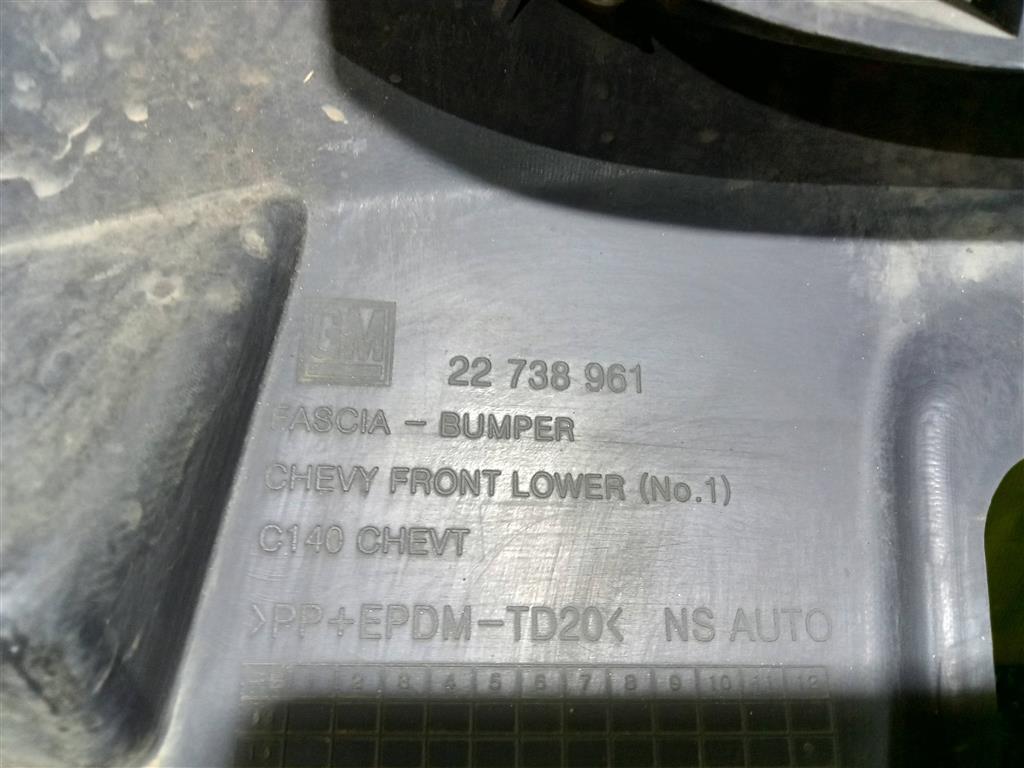 GM
22 738 961
FASCIA - BUMPER
CHEVY FRONT LOWER (No.1)
C140 CHEVT
>PP+EPDM-TD20< NS AUTO
2 3 4 5 6 7 8 9 10 11 12